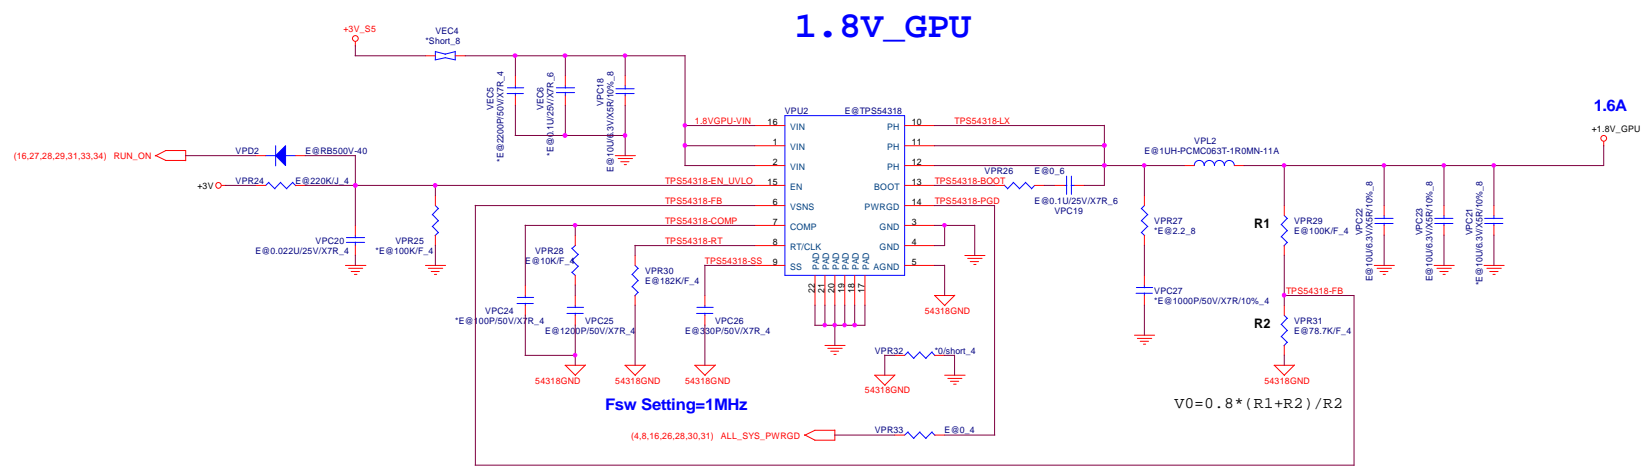 1.8V_GPU
+3V_S5
VEC4
*Short_8
VEC5
*E@2200P/50V/X7R_4
VEC6
*E@0.1U/25V/X7R_6
VPC18
E@10U/6.3V/X5R/10%_8
VPU2
E@TPS54318
1.8VGPU-VIN
16
VIN
1
VIN
2
VIN
15
EN
6
VSNS
7
COMP
8
RT/CLK
9
SS
PH
10
PH
11
PH
12
BOOT
13
PWRGD
14
GND
3
GND
4
AGND
5
PAD
PAD
PAD
PAD
PAD
PAD
22
21
20
19
18
17
(16,27,28,29,31,33,34) RUN_ON
VPD2
E@RB500V-40
+3V
VPR24
E@220K/J_4
TPS54318-EN_UVLO
TPS54318-FB
TPS54318-COMP
TPS54318-RT
TPS54318-SS
VPC20
E@0.022U/25V/X7R_4
VPR25
*E@100K/F_4
VPR28
E@10K/F_4
VPR30
E@182K/F_4
VPC24
*E@100P/50V/X7R_4
VPC25
E@1200P/50V/X7R_4
VPC26
E@330P/50V/X7R_4
54318GND
54318GND
54318GND
Fsw Setting=1MHz
TPS54318-LX
TPS54318-BOOT
TPS54318-PGD
VPR26
E@0_6
E@0.1U/25V/X7R_6
VPC19
VPL2
E@1UH-PCMC063T-1R0MN-11A
1.6A
+1.8V_GPU
VPR27
*E@2.2_8
VPC27
*E@1000P/50V/X7R/10%_4
R1
VPR29
E@100K/F_4
TPS54318-FB
R2
VPR31
E@78.7K/F_4
54318GND
VPC22
E@10U/6.3V/X5R/10%_8
VPC23
E@10U/6.3V/X5R/10%_8
VPC21
*E@10U/6.3V/X5R/10%_8
54318GND
VPR32
*0/short_4
54318GND
V0=0.8*(R1+R2)/R2
(4,8,16,26,28,30,31) ALL_SYS_PWRGD
VPR33
E@0_4